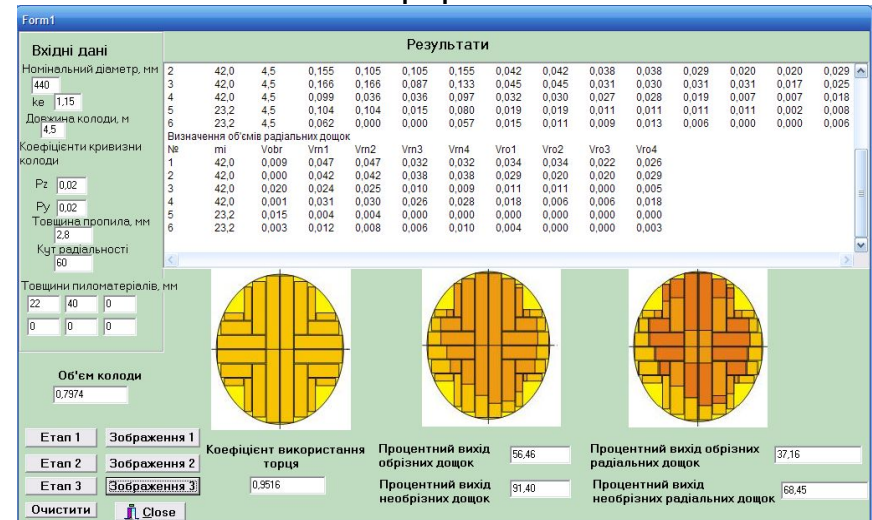 Form1
Вхідні дані
Номінальний діаметр, мм
440
ke 1,15
Довжина колоди, м
4,5
Коефіцієнти кривизни
колоди
Pz 0,02
Py 0,02
Товщина пропила, мм
2,8
Кут радіальності
60
Товщини пиломатеріалів, мм
22 40 0
0 0 0
Об'єм колоди
0,7974
Етап 1 Зображення 1
Етап 2 Зображення 2
Етап 3 Зображення 3
Очистити Close
Результати
2 42,0 4,5 0,155 0,105 0,105 0,155 0,042 0,042 0,038 0,038 0,029 0,020 0,020 0,029
3 42,0 4,5 0,166 0,166 0,087 0,133 0,045 0,045 0,031 0,030 0,031 0,031 0,017 0,025
4 42,0 4,5 0,099 0,036 0,036 0,097 0,032 0,030 0,027 0,028 0,019 0,007 0,007 0,018
5 23,2 4,5 0,104 0,104 0,015 0,080 0,019 0,019 0,011 0,011 0,011 0,011 0,002 0,008
6 23,2 4,5 0,062 0,000 0,000 0,057 0,015 0,011 0,009 0,013 0,006 0,000 0,000 0,006
Визначення об'ємів радіальних дощок
№ mi Vobr Vrn1 Vrn2 Vrn3 Vrn4 Vro1 Vro2 Vro3 Vro4
1 42,0 0,009 0,047 0,047 0,032 0,032 0,034 0,034 0,022 0,026
2 42,0 0,000 0,042 0,042 0,038 0,038 0,029 0,020 0,020 0,029
3 42,0 0,020 0,024 0,025 0,010 0,009 0,011 0,011 0,000 0,005
4 42,0 0,001 0,031 0,030 0,026 0,028 0,018 0,006 0,006 0,018
5 23,2 0,015 0,004 0,004 0,000 0,000 0,000 0,000 0,000 0,000
6 23,2 0,003 0,012 0,008 0,006 0,010 0,004 0,000 0,000 0,003
Коефіцієнт використання
торця
0,9516
Процентний вихід
обрізних дощок
56,46
Процентний вихід
необрізних дощок
91,40
Процентний вихід обрізних
радіальних дощок
37,16
Процентний вихід
необрізних радіальних дощок
68,45